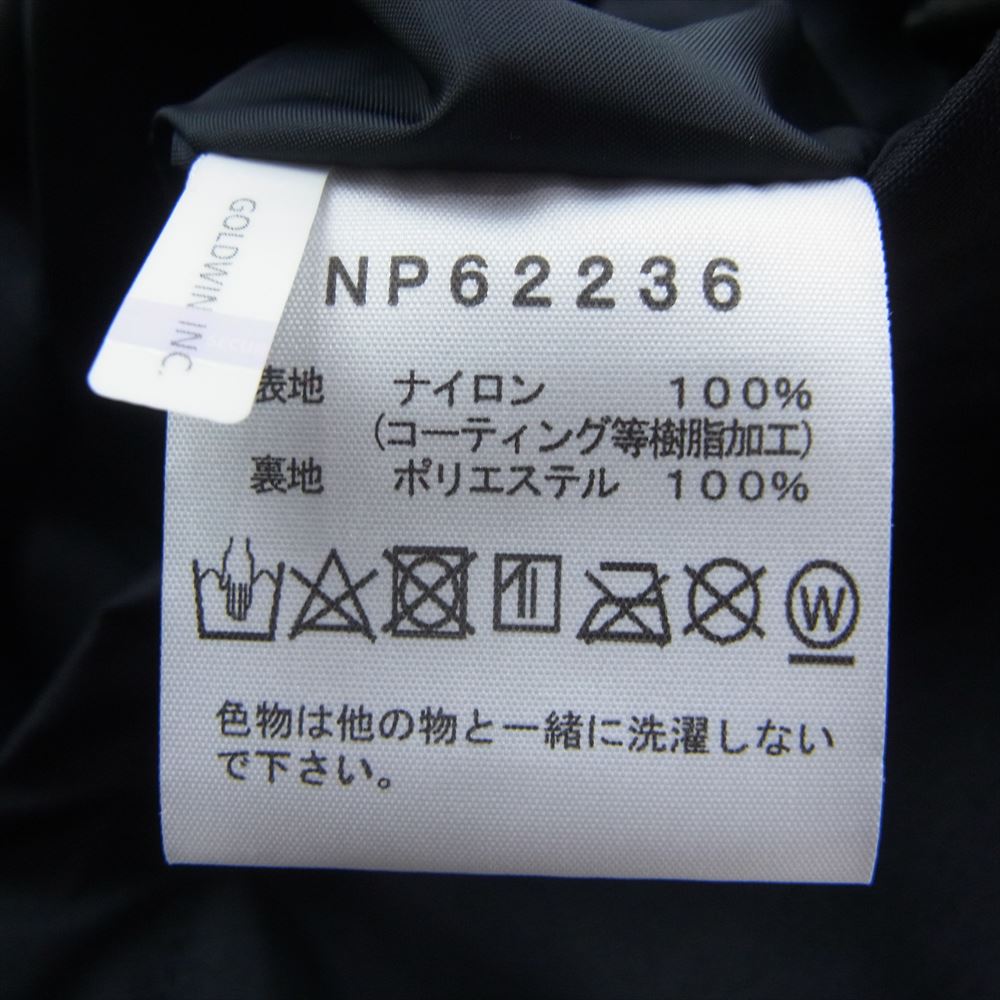 GOLDWIN INC.
SECURE
NP62236
表地 ナイロン 100%
(コーティング等樹脂加工)
裏地 ポリエステル 100%
W
色物は他の物と一緒に洗濯しない
で下さい。